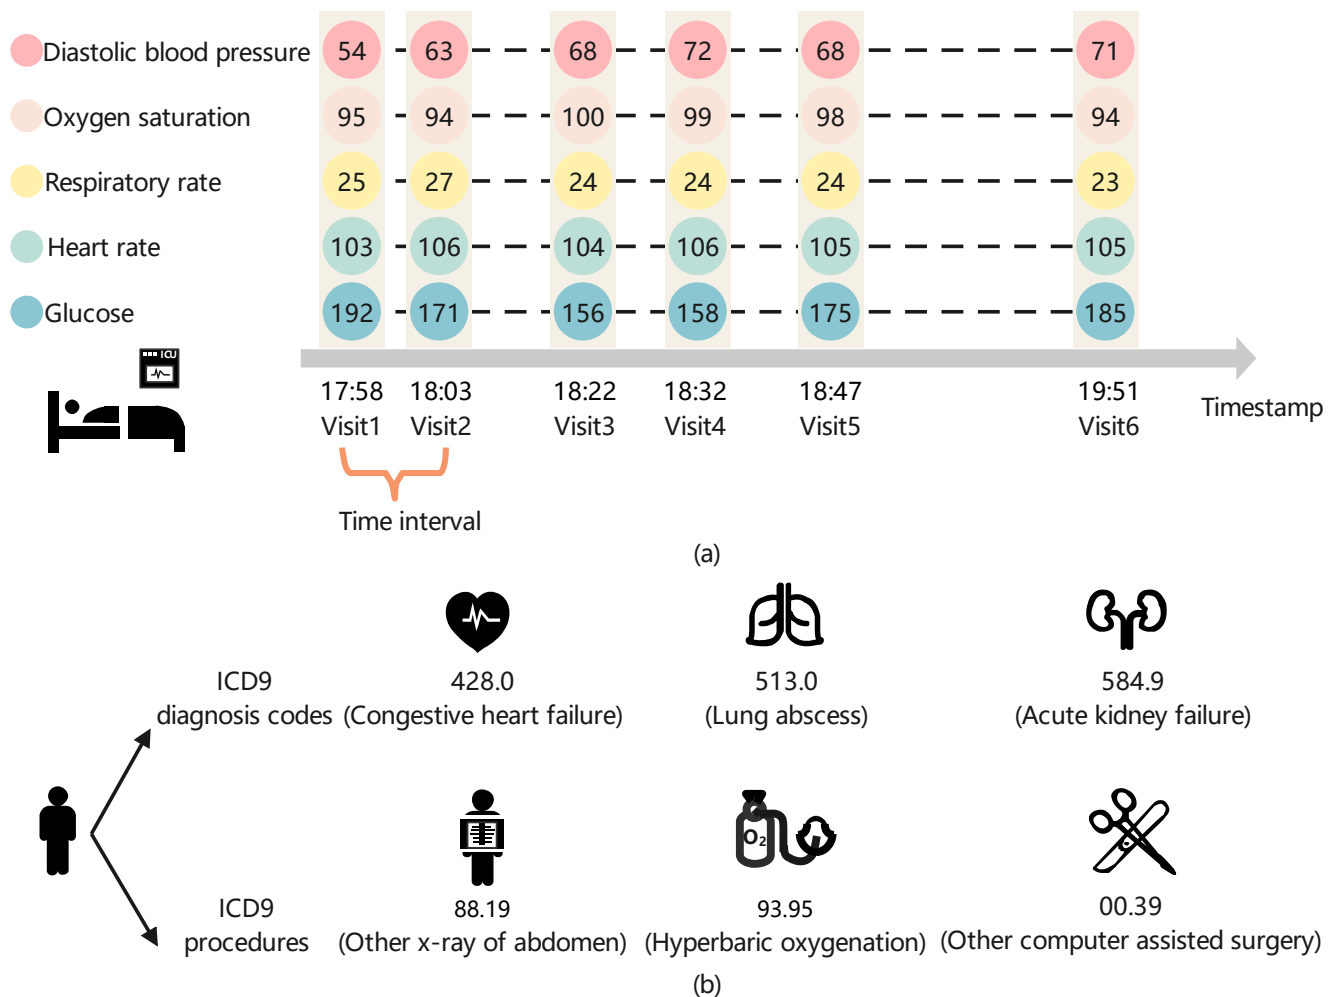 Diastolic blood pressure 54 63 68 72 68 71
Oxygen saturation 95 94 100 99 98 94
Respiratory rate 25 27 24 24 24 23
Heart rate 103 106 104 106 105 105
Glucose 192 171 156 158 175 185
ICU
17:58 18:03 18:22 18:32 18:47 19:51
Visit1 Visit2 Visit3 Visit4 Visit5 Visit6
Timestamp
Time interval
(a)
ICD9 428.0 513.0 584.9
diagnosis codes (Congestive heart failure) (Lung abscess) (Acute kidney failure)
O2
ICD9 88.19 93.95 00.39
procedures (Other x-ray of abdomen) (Hyperbaric oxygenation) (Other computer assisted surgery)
(b)